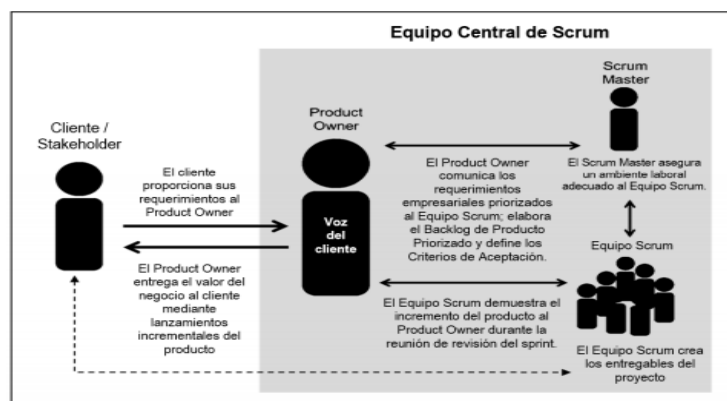 Equipo Central de Scrum
Cliente /
Stakeholder
El cliente
proporciona sus
requerimientos al
Product Owner
El Product Owner
entrega el valor del
negocio al cliente
mediante
lanzamientos
incrementales del
producto
Product
Owner
Voz
del
cliente
El Product Owner
comunica los
requerimientos
empresariales priorizados
al Equipo Scrum; elabora
el Backlog de Producto
Priorizado y define los
Criterios de Aceptación.
El Equipo Scrum demuestra el
incremento del producto al
Product Owner durante la
reunión de revisión del sprint.
Scrum
Master
El Scrum Master asegura
un ambiente laboral
adecuado al Equipo Scrum.
Equipo Scrum
El Equipo Scrum crea
los entregables del
proyecto